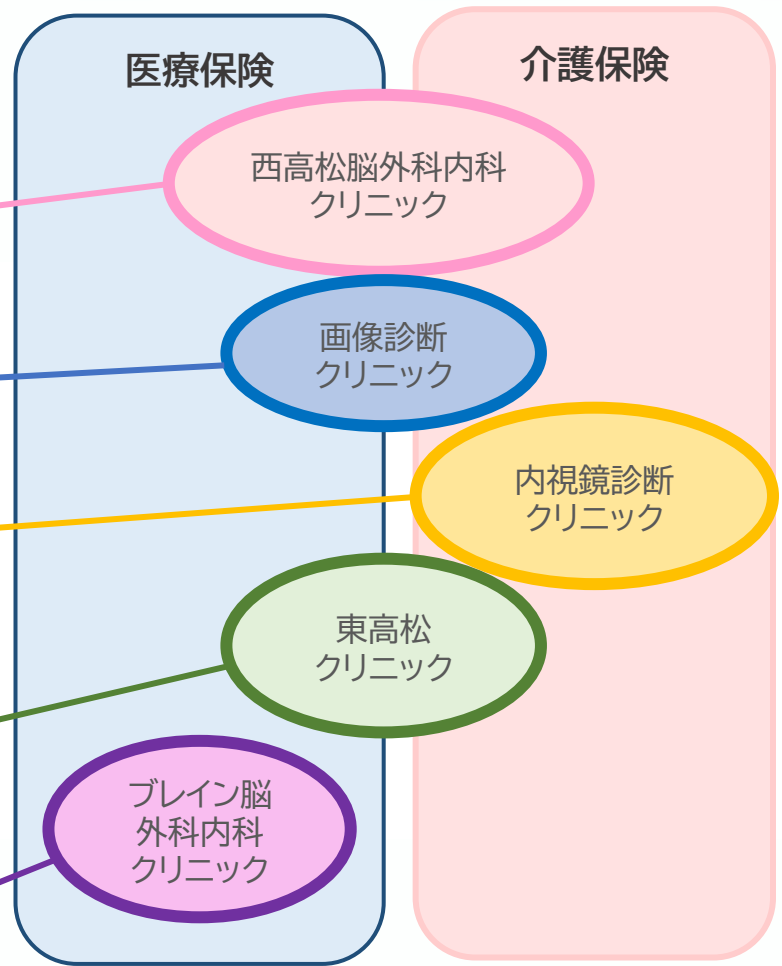 医療保険
介護保険
西高松脳外科内科
クリニック
画像診断
クリニック
内視鏡診断
クリニック
東高松
クリニック
ブレイン脳
外科内科
クリニック